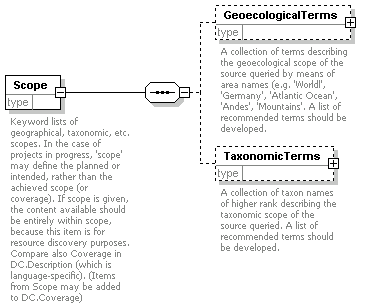 GeoecologicalTerms
type
A collection of terms describing
the geoecological scope of the
source queried by means of
area names (e.g. 'Worldl',
'Germany', 'Atlantic Ocean',
'Andes', 'Mountains'. A list of
recommended terms should be
developed.
Scope
type
Keyword lists of
geographical, taxonomic, etc.
scopes. In the case of
projects in progress, 'scope'
may define the planned or
intended, rather than the
achieved scope (or
coverage). If scope is given,
the content available should
be entirely within scope,
because this item is for
resource discovery purposes.
Compare also Coverage in
DC.Description (which is
language-specific). (Items
from Scope may be added
to DC.Coverage)
TaxonomicTerms
type
A collection of taxon names
of higher rank describing the
taxonomic scope of the
source queried. A list of
recommended terms should
be developed.